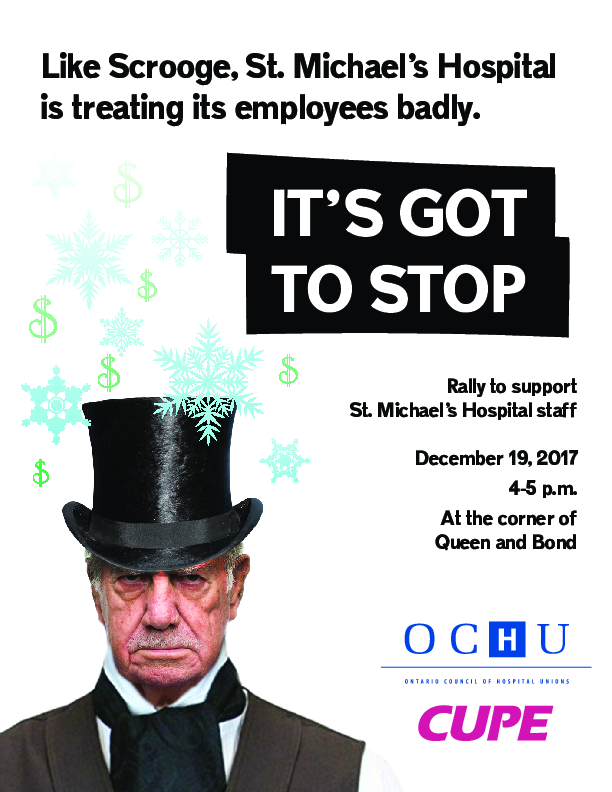 Like Scrooge, St. Michael's Hospital
is treating its employees badly.
IT'S GOT
TO STOP
Rally to support
St. Michael's Hospital staff
December 19, 2017
4-5 p.m.
At the corner of
Queen and Bond
OCHU
ONTARIO COUNCIL OF HOSPITAL UNIONS
CUPE